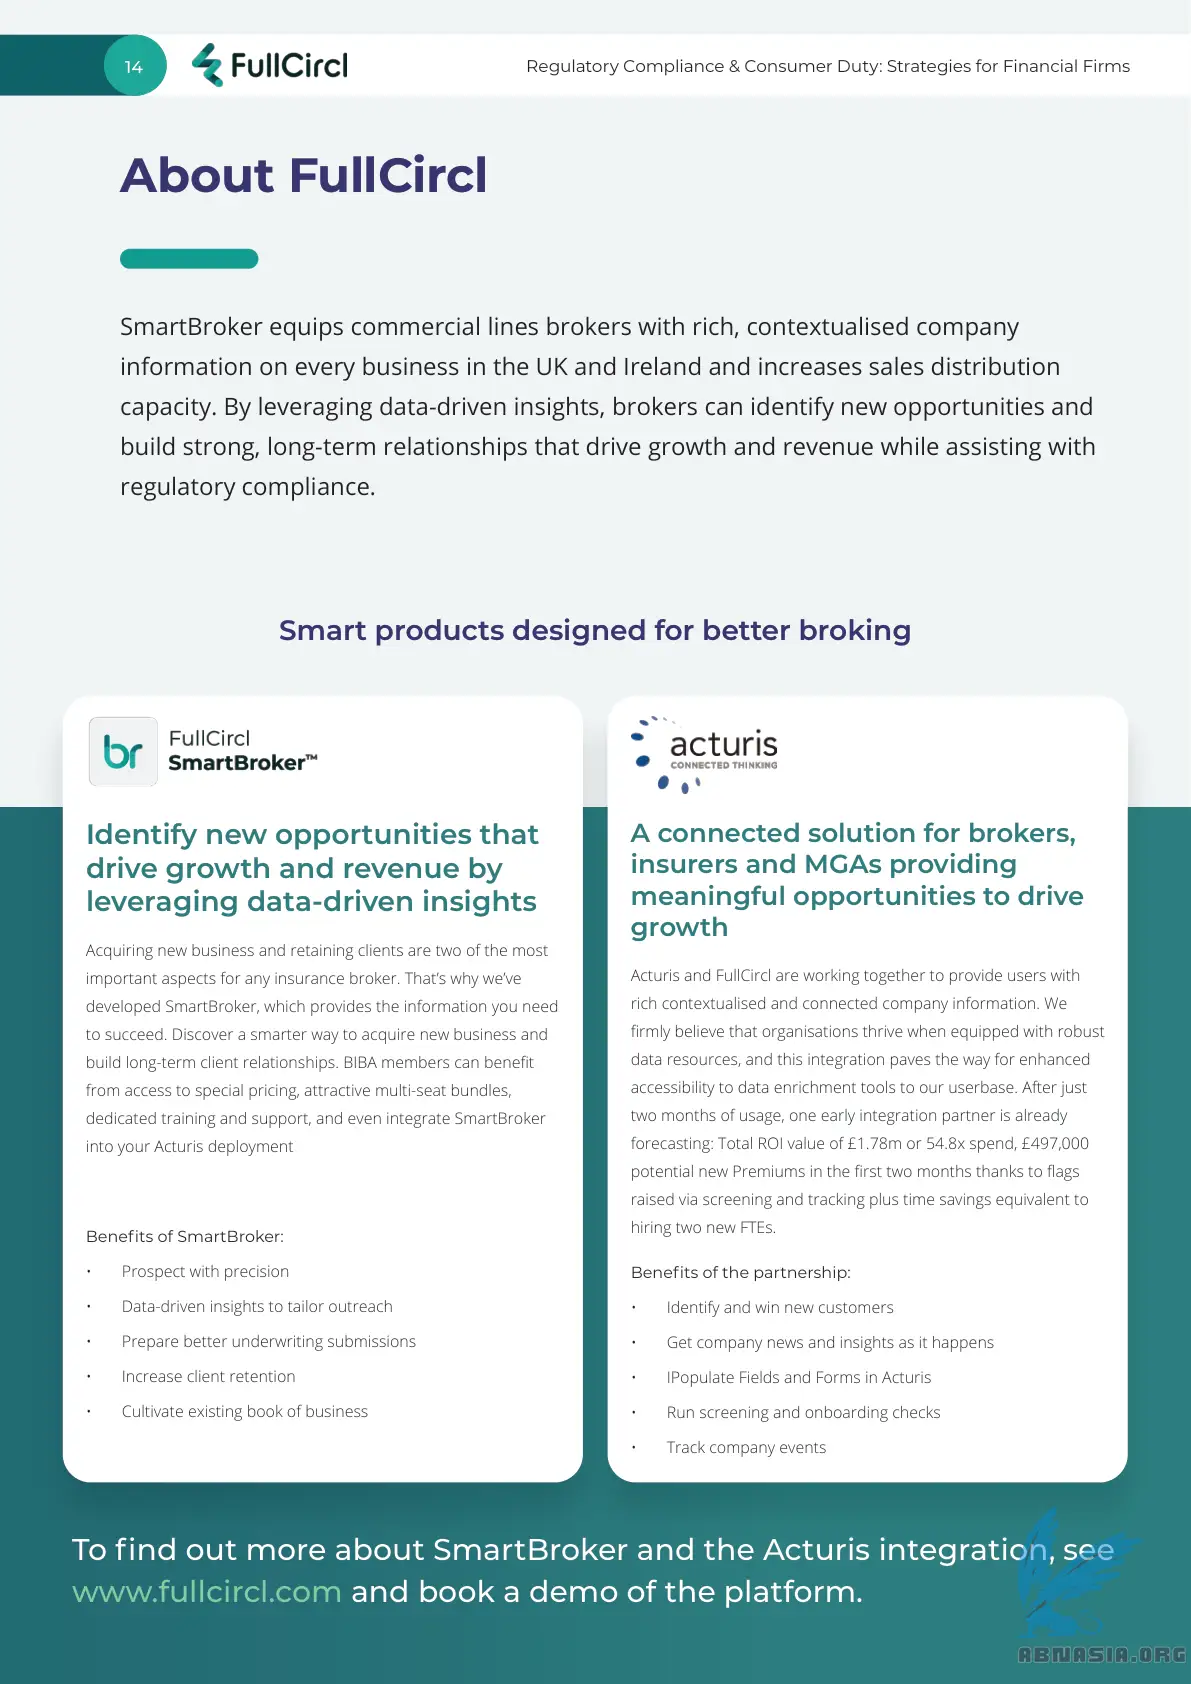 14
FullCircl
Regulatory Compliance & Consumer Duty: Strategies for Financial Firms
About FullCircl
SmartBroker equips commercial lines brokers with rich, contextualised company
information on every business in the UK and Ireland and increases sales distribution
capacity. By leveraging data-driven insights, brokers can identify new opportunities and
build strong, long-term relationships that drive growth and revenue while assisting with
regulatory compliance.
Smart products designed for better broking
br
FullCircl
SmartBroker™
Identify new opportunities that
drive growth and revenue by
leveraging data-driven insights
Acquiring new business and retaining clients are two of the most
important aspects for any insurance broker. That’s why we’ve
developed SmartBroker, which provides the information you need
to succeed. Discover a smarter way to acquire new business and
build long-term client relationships. BIBA members can benefit
from access to special pricing, attractive multi-seat bundles,
dedicated training and support, and even integrate SmartBroker
into your Acturis deployment
Benefits of SmartBroker:
• Prospect with precision
• Data-driven insights to tailor outreach
• Prepare better underwriting submissions
• Increase client retention
• Cultivate existing book of business
acturis
CONNECTED THINKING
A connected solution for brokers,
insurers and MGAs providing
meaningful opportunities to drive
growth
Acturis and FullCircl are working together to provide users with
rich contextualised and connected company information. We
firmly believe that organisations thrive when equipped with robust
data resources, and this integration paves the way for enhanced
accessibility to data enrichment tools to our userbase. After just
two months of usage, one early integration partner is already
forecasting: Total ROI value of £1.78m or 54.8x spend, £497,000
potential new Premiums in the first two months thanks to flags
raised via screening and tracking plus time savings equivalent to
hiring two new FTEs.
Benefits of the partnership:
• Identify and win new customers
• Get company news and insights as it happens
• IPopulate Fields and Forms in Acturis
• Run screening and onboarding checks
• Track company events
To find out more about SmartBroker and the Acturis integration, see
www.fullcircl.com and book a demo of the platform.
ABNASIA.ORG